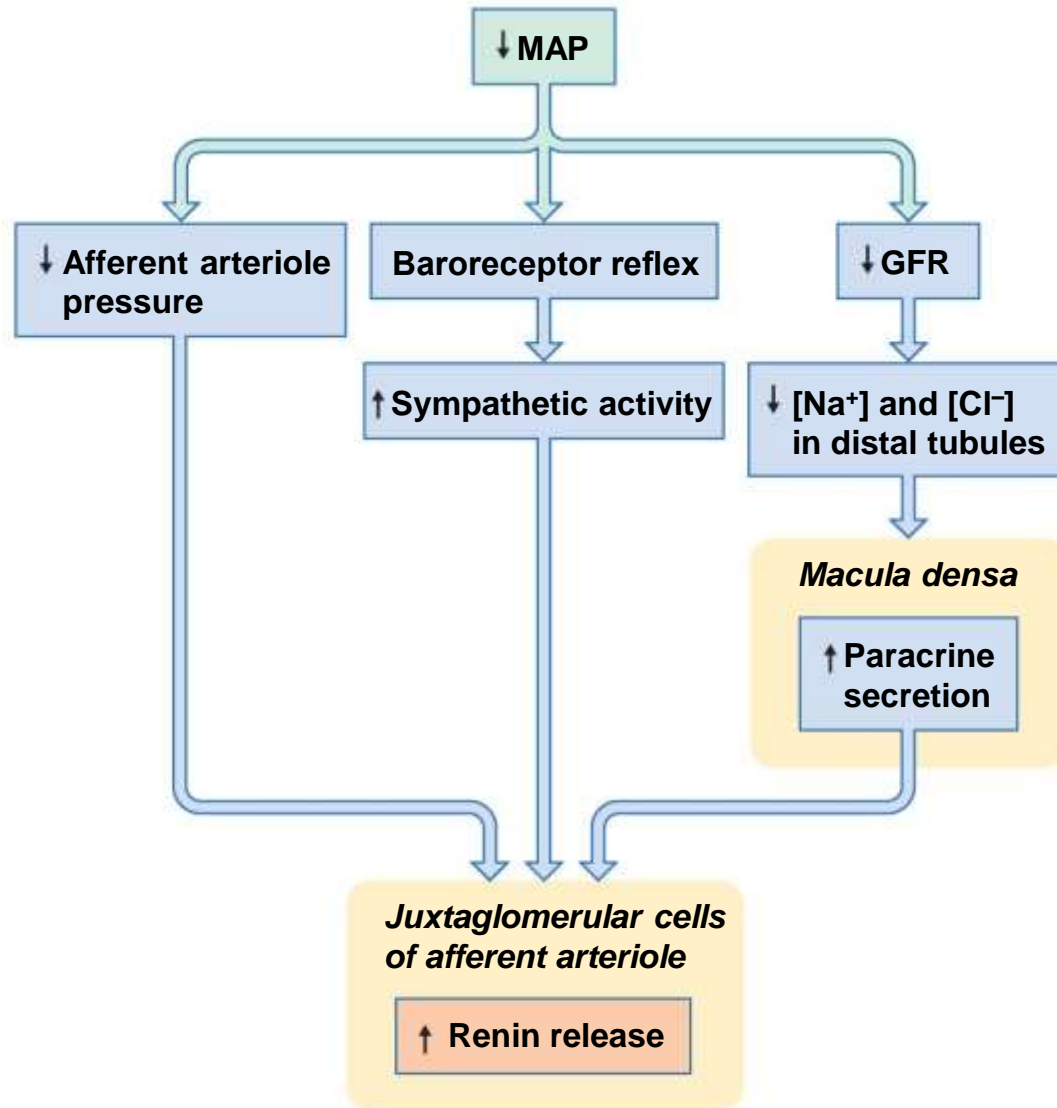 ↓ MAP
↓ Afferent arteriole
pressure
Baroreceptor reflex
↓ GFR
↑ Sympathetic activity
↓ [Na⁺] and [Cl⁻]
in distal tubules
Macula densa
↑ Paracrine
secretion
Juxtaglomerular cells
of afferent arteriole
↑ Renin release